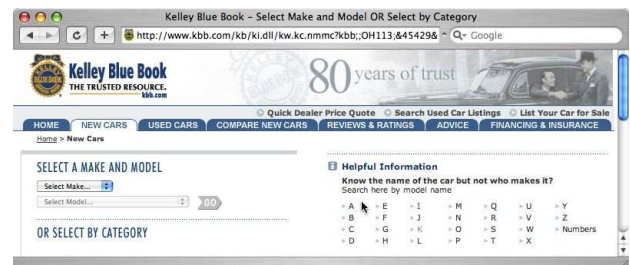 Kelley Blue Book – Select Make and Model OR Select by Category
http://www.kbb.com/kb/ki.dll/kw.kc.nmmc?kbb;;OH113;&45429& Google
Kelley Blue Book
THE TRUSTED RESOURCE.
kbb.com
80 years of trust
Quick Dealer Price Quote Search Used Car Listings List Your Car for Sale
HOME NEW CARS USED CARS COMPARE NEW CARS REVIEWS & RATINGS ADVICE FINANCING & INSURANCE
Home > New Cars
SELECT A MAKE AND MODEL
Select Make...
Select Model... GO
OR SELECT BY CATEGORY
Helpful Information
Know the name of the car but not who makes it?
Search here by model name
A E I M Q U Y
B F J N R V Z
C G K O S W Numbers
D H L P T X